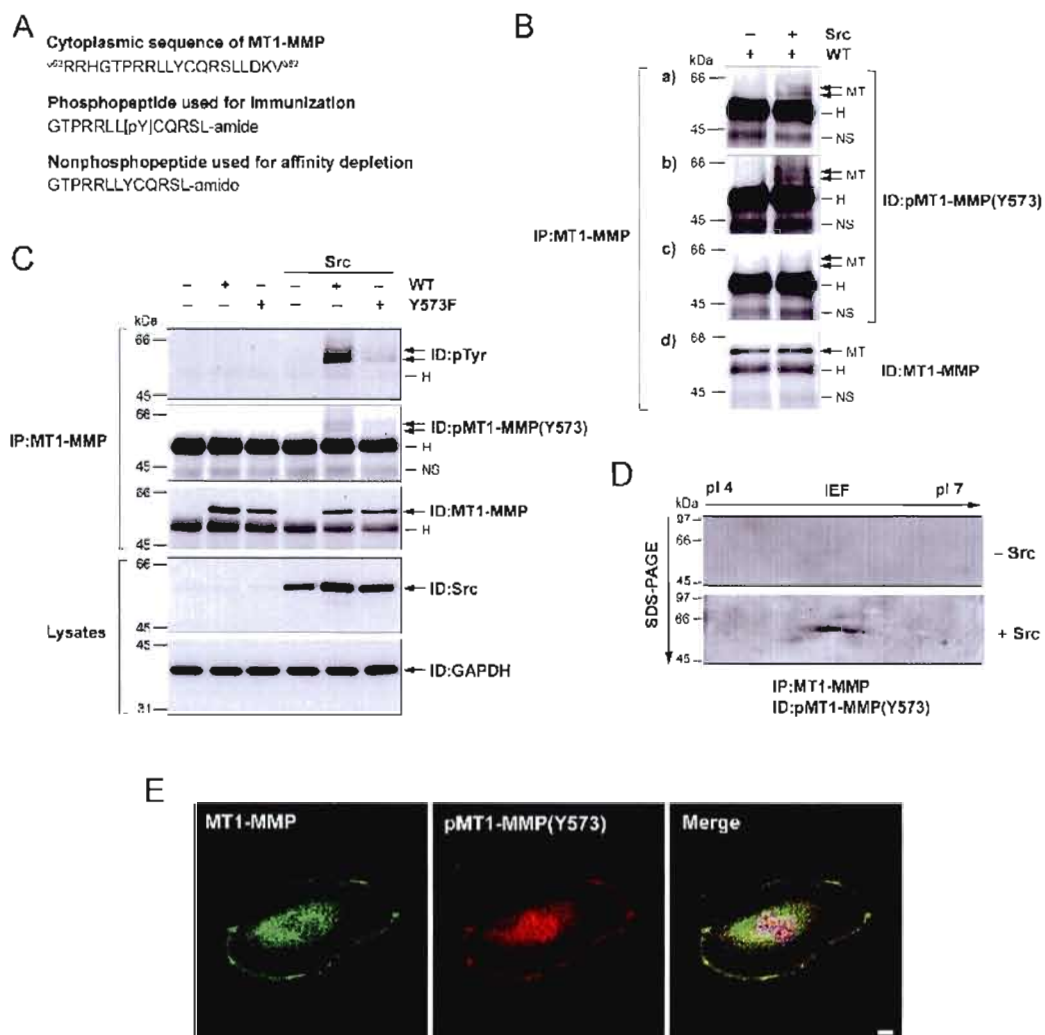 A
Cytoplasmic sequence of MT1-MMP
RRHGTPRRLLYCQRSLLDKV
Phosphopeptide used for immunization
GTPRRLL[pY]CQRSL-amide
Nonphosphopeptide used for affinity depletion
GTPRRLLYCQRSL-amide
B
– + Src
+ + WT
kDa
a) 66
MT
H
45
NS
b) 66
MT
H
45
NS
c) 66
MT
H
45
NS
d) 66
MT
H
45
NS
IP:MT1-MMP
ID:pMT1-MMP(Y573)
ID:MT1-MMP
C
Src
– + – – + – WT
– – + – – + Y573F
kDa
66
ID:pTyr
H
45
66
ID:pMT1-MMP(Y573)
H
45
NS
IP:MT1-MMP
66
ID:MT1-MMP
H
45
66
ID:Src
45
Lysates
45
ID:GAPDH
31
D
pI 4 IEF pI 7
kDa
97
66
45
– Src
97
66
45
+ Src
SDS-PAGE
IP:MT1-MMP
ID:pMT1-MMP(Y573)
E
MT1-MMP
pMT1-MMP(Y573)
Merge